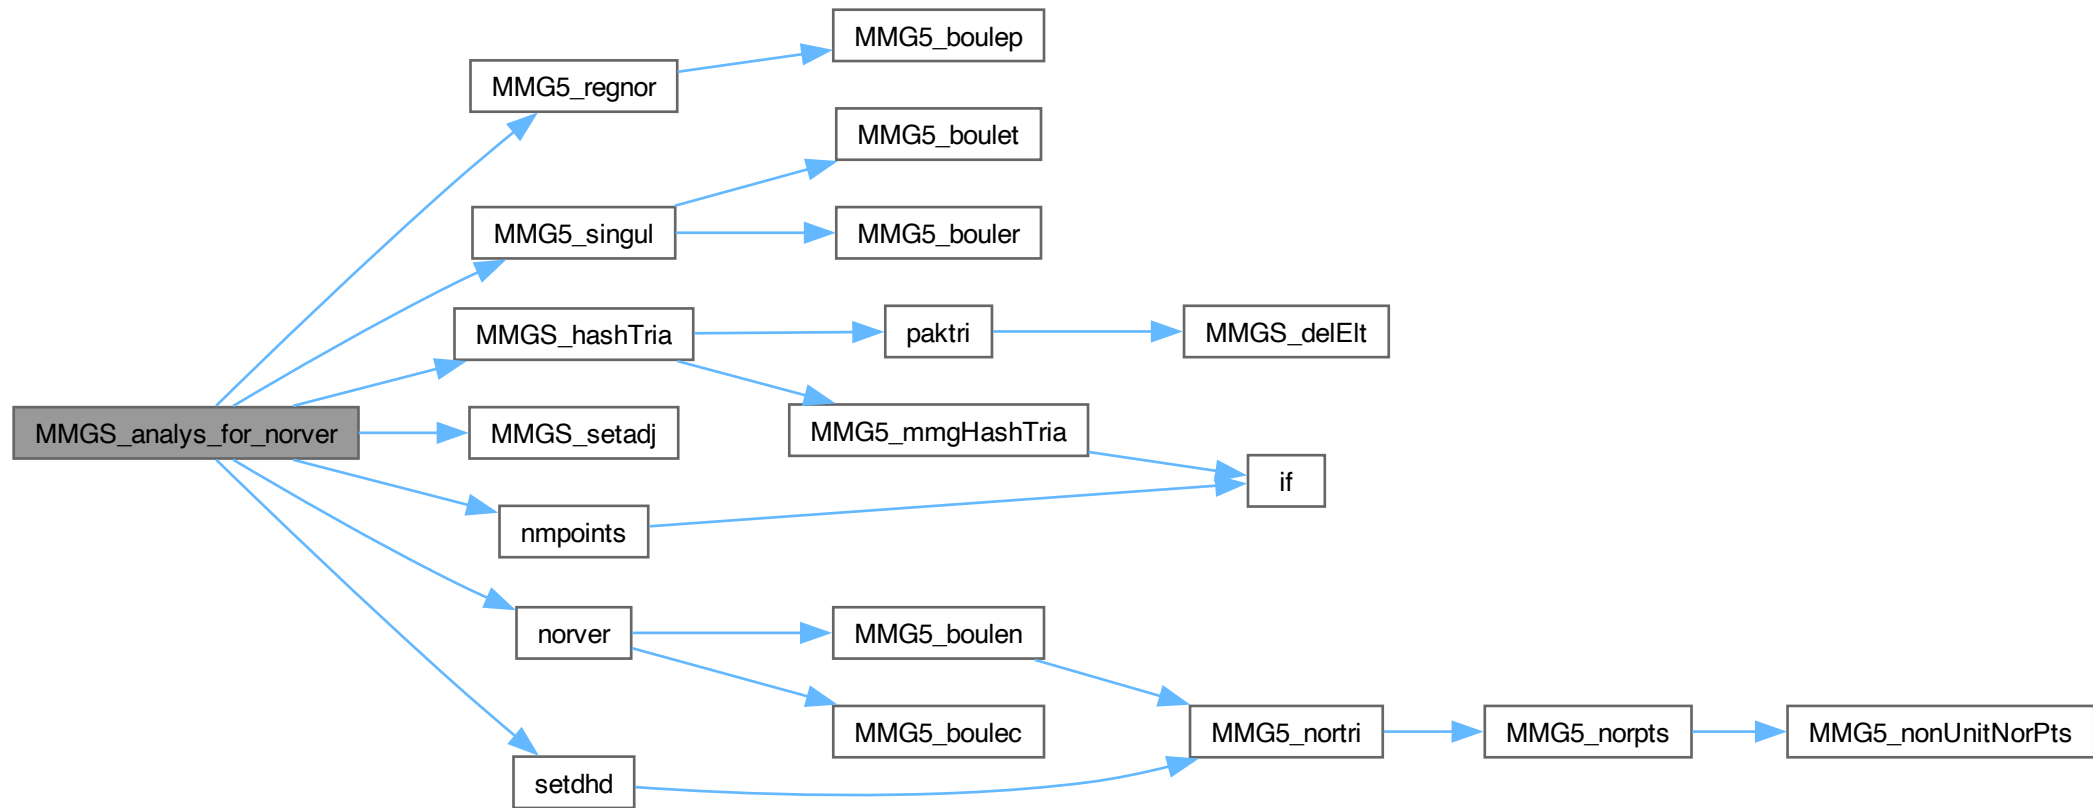 MMG5_boulep
MMG5_regnor
MMG5_boulet
MMG5_singul
MMG5_bouler
MMGS_hashTria
paktri
MMGS_delElt
MMGS_analys_for_norver
MMGS_setadj
MMG5_mmgHashTria
if
nmpoints
norver
MMG5_boulen
MMG5_boulec
MMG5_nortri
MMG5_norpts
MMG5_nonUnitNorPts
setdhd